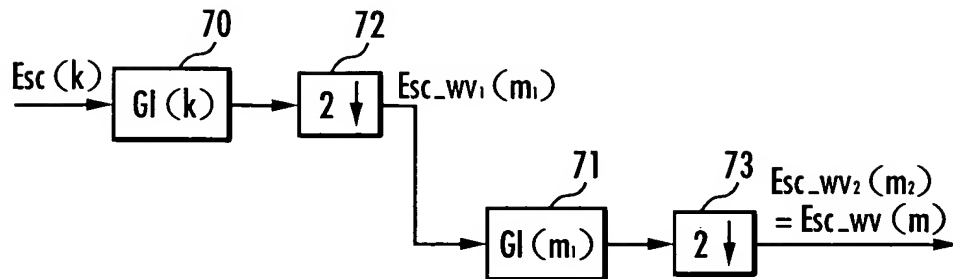 70
72
Esc(k)
GI(k)
2↓
Esc_wv₁(m₁)
71
73
GI(m₁)
2↓
Esc_wv₂(m₂)
=Esc_wv(m)